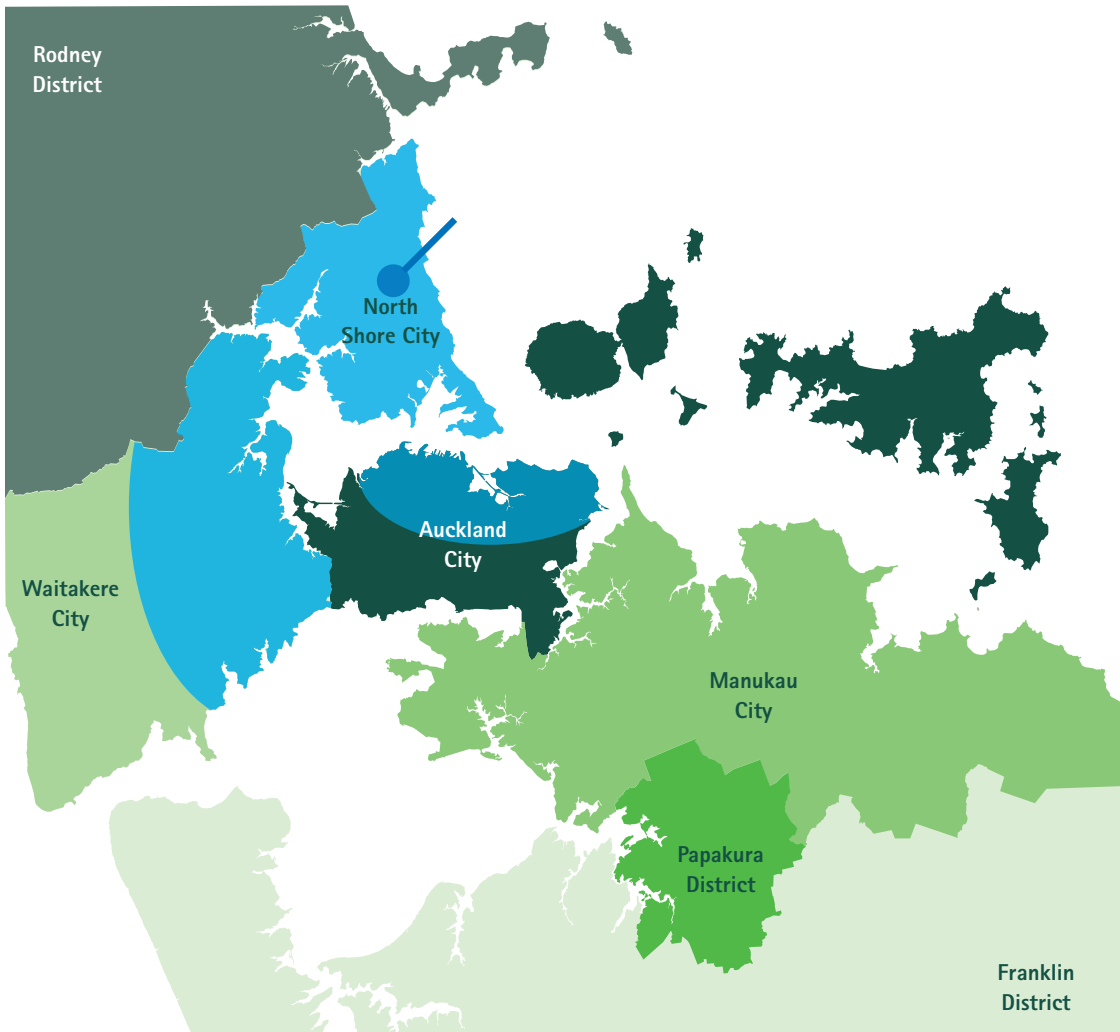 Rodney
District
North
Shore City
Auckland
City
Waitakere
City
Manukau
City
Papakura
District
Franklin
District